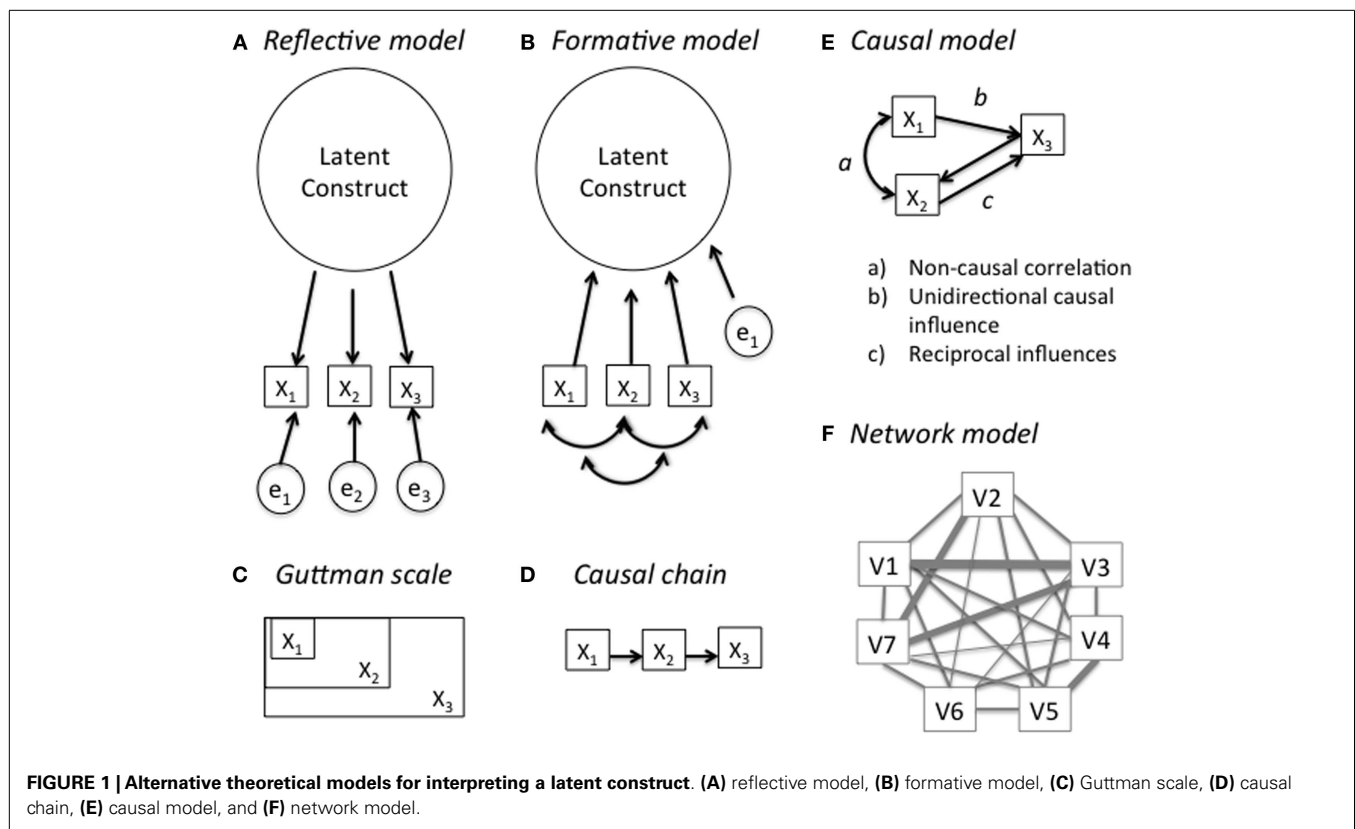 A Reflective model
Latent
Construct
X₁ X₂ X₃
e₁ e₂ e₃
B Formative model
Latent
Construct
e₁
X₁ X₂ X₃
E Causal model
b
X₁
X₃
a
X₂
c
a) Non-causal correlation
b) Unidirectional causal
influence
c) Reciprocal influences
C Guttman scale
X₁
X₂
X₃
D Causal chain
X₁ X₂ X₃
F Network model
V2
V1 V3
V7 V4
V6 V5
FIGURE 1 | Alternative theoretical models for interpreting a latent construct. (A) reflective model, (B) formative model, (C) Guttman scale, (D) causal
chain, (E) causal model, and (F) network model.